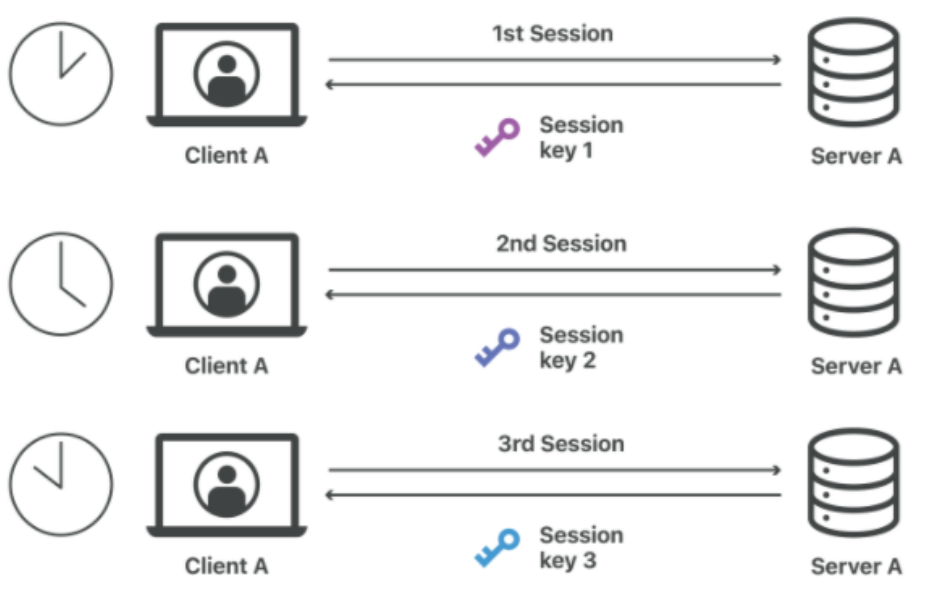 1st Session
Session
key 1
Client A
Server A
2nd Session
Session
key 2
Client A
Server A
3rd Session
Session
key 3
Client A
Server A